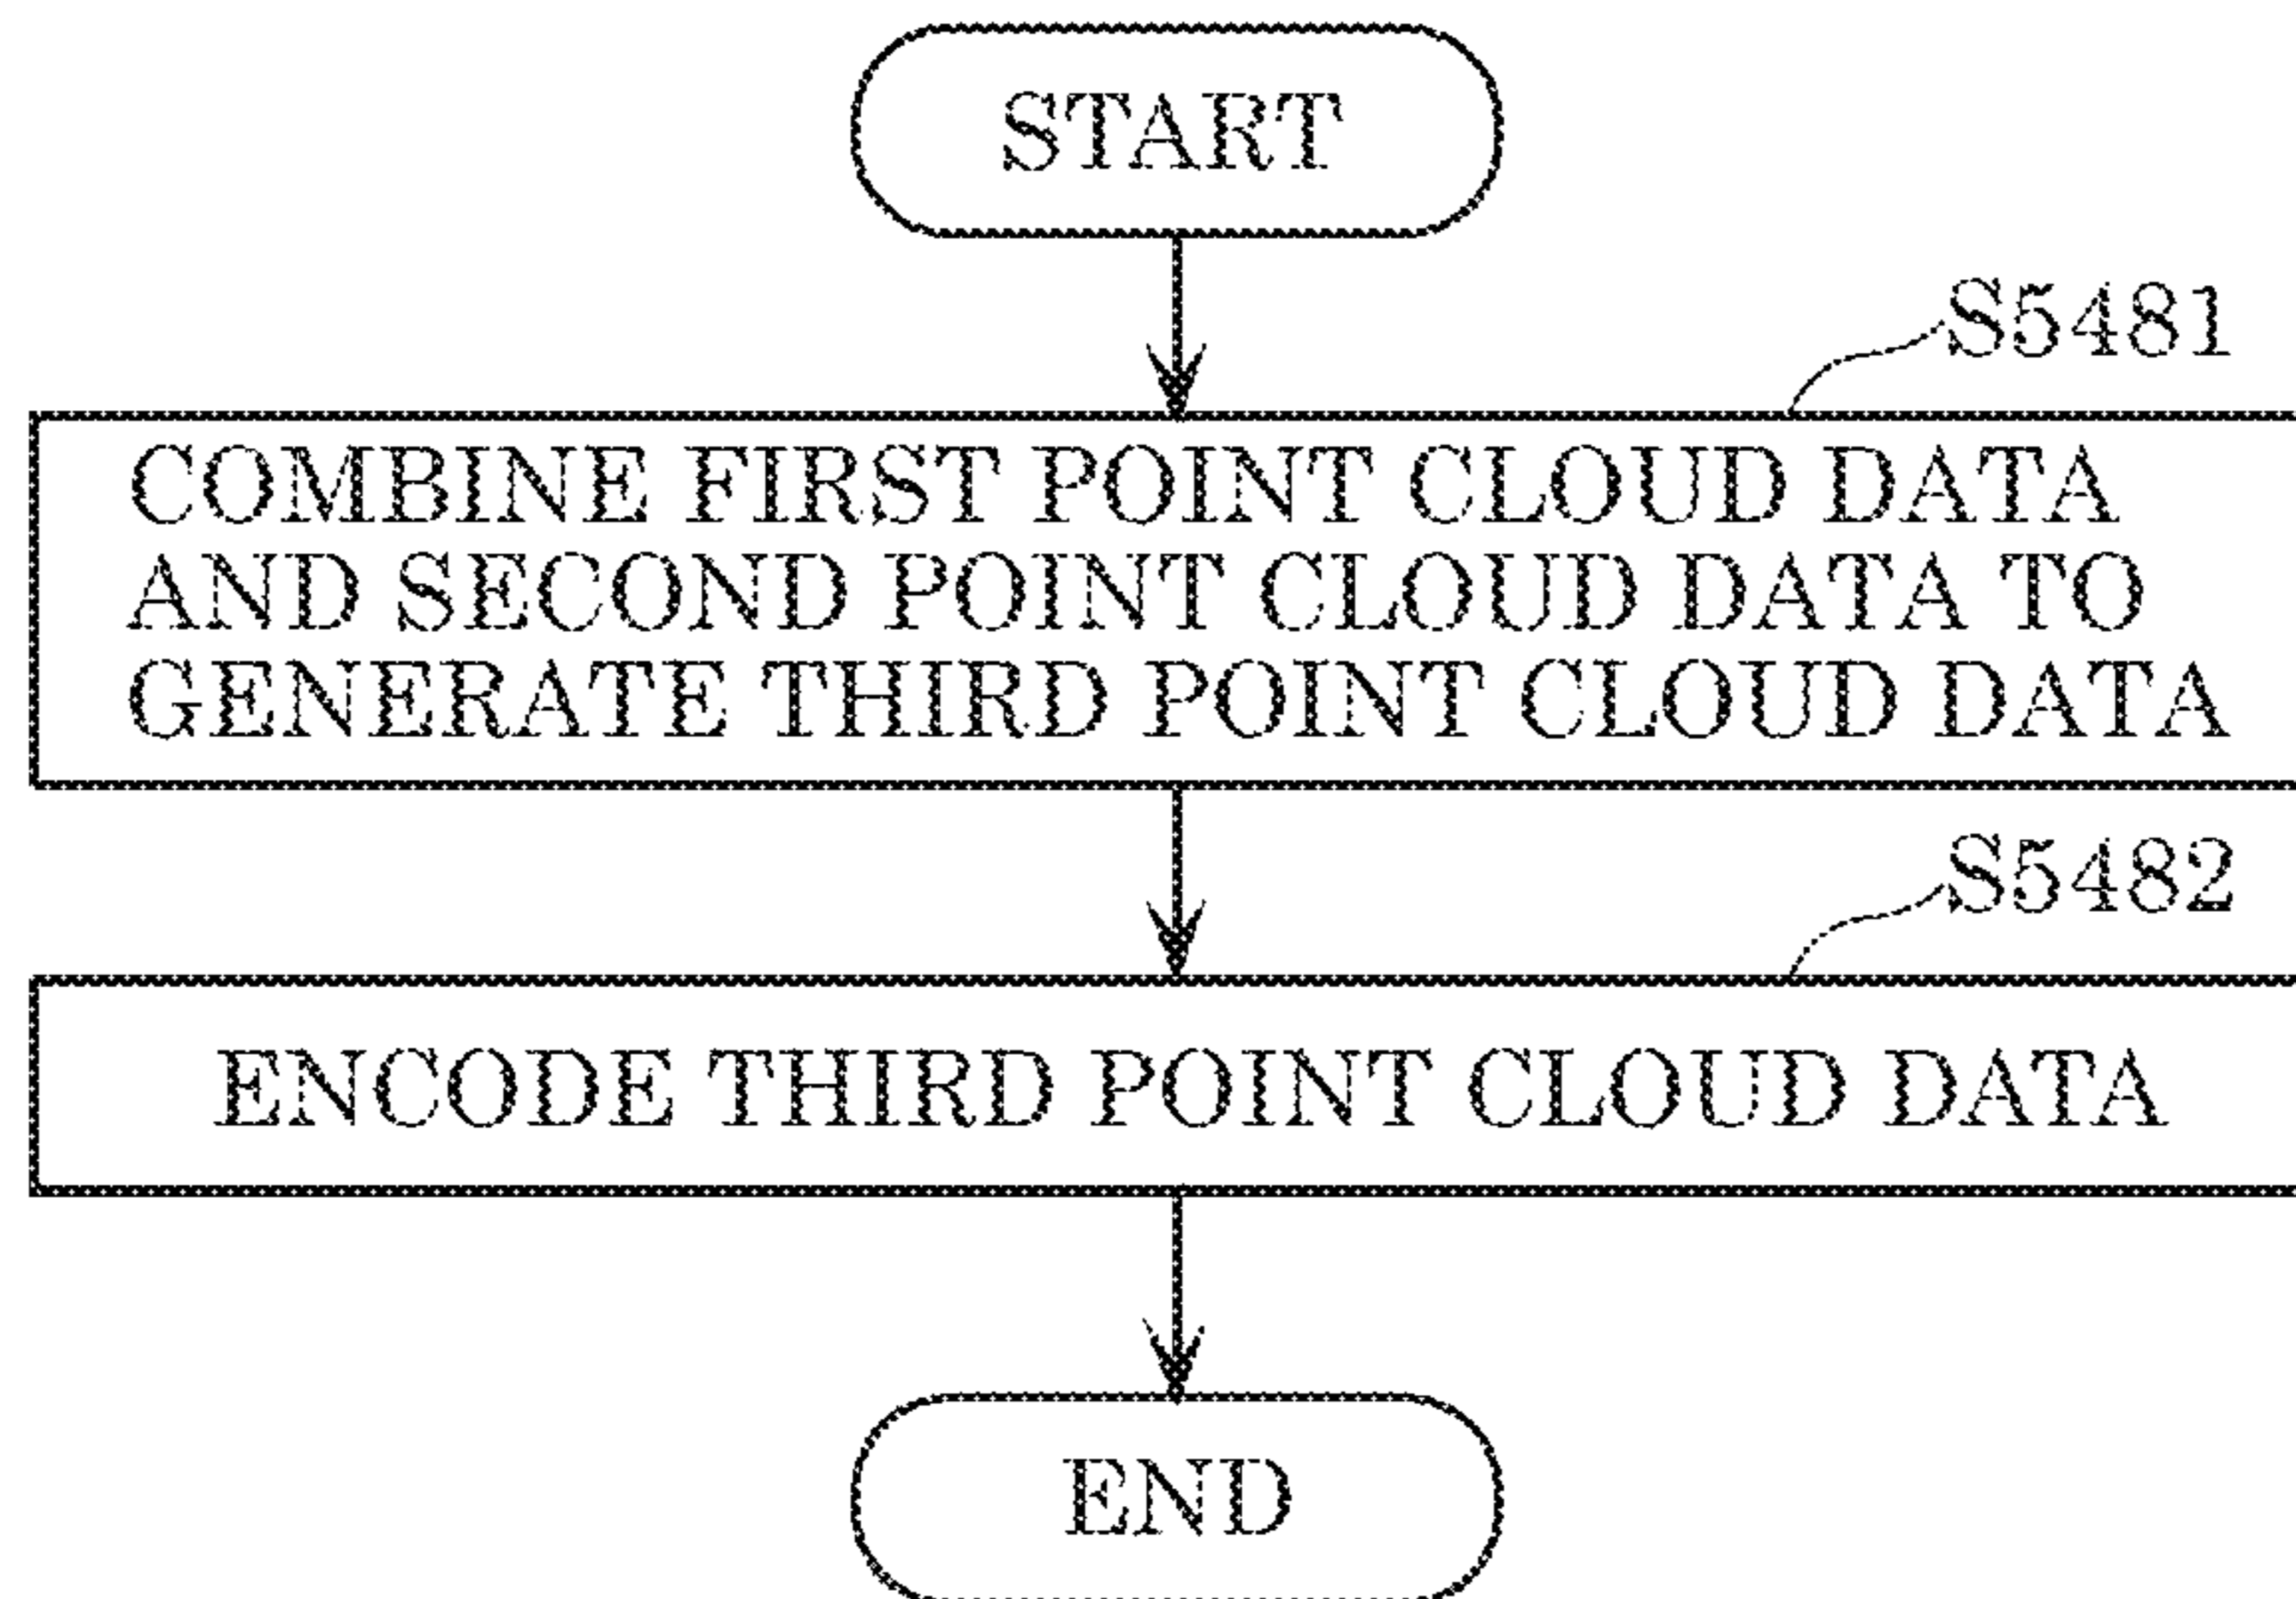 START
S5481
COMBINE FIRST POINT CLOUD DATA
AND SECOND POINT CLOUD DATA TO
GENERATE THIRD POINT CLOUD DATA
S5482
ENCODE THIRD POINT CLOUD DATA
END